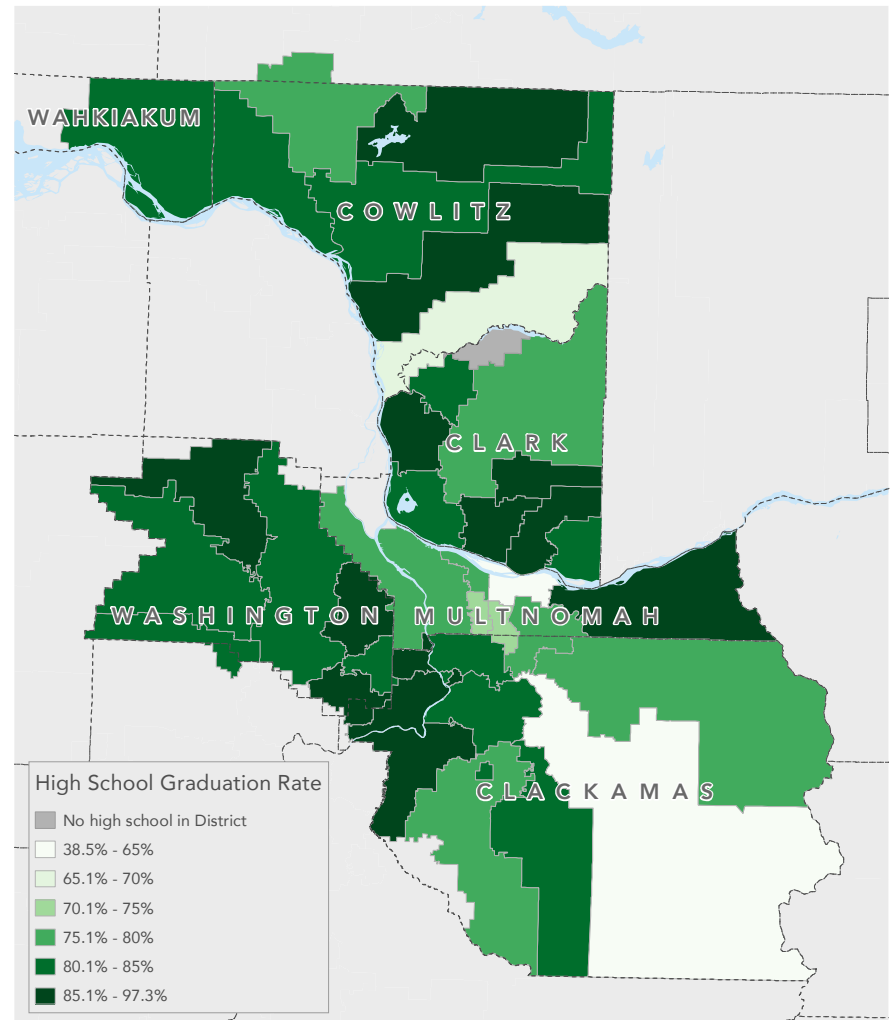 WAHKIAKUM
COWLITZ
CLARK
WASHINGTON
MULTNOMAH
CLACKAMAS
High School Graduation Rate
No high school in District
38.5% - 65%
65.1% - 70%
70.1% - 75%
75.1% - 80%
80.1% - 85%
85.1% - 97.3%